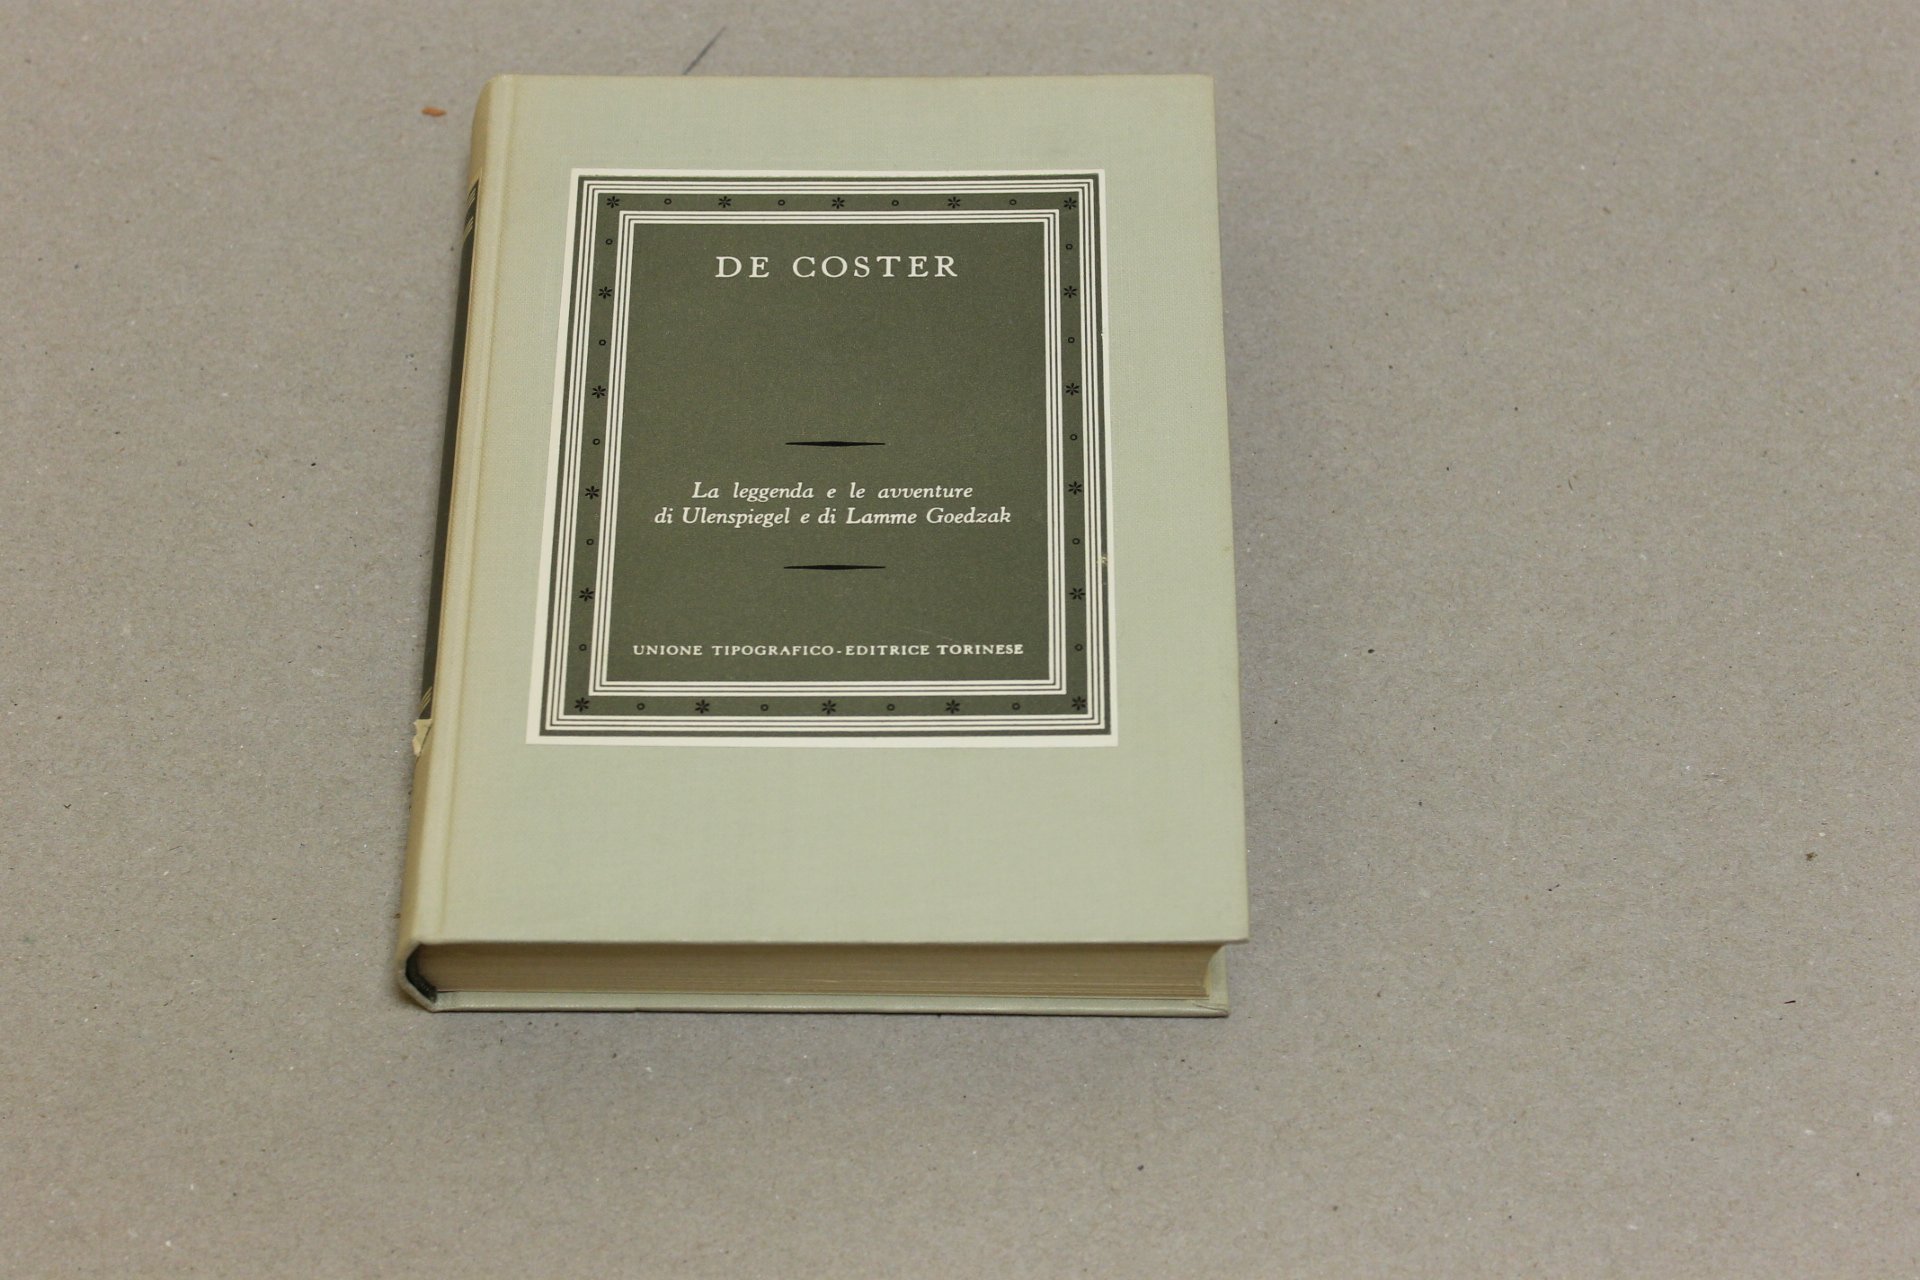 DE COSTER
La leggenda e le avventure
di Ulenspiegel e di Lamme Goedzak
UNIONE TIPOGRAFICO-EDITRICE TORINESE